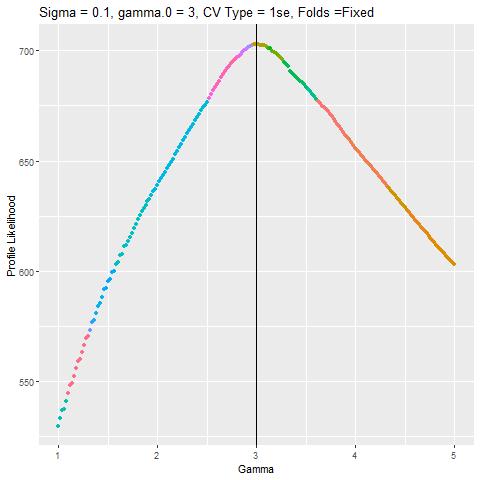 Sigma = 0.1, gamma.0 = 3, CV Type = 1se, Folds =Fixed
Profile Likelihood
700
650
600
550
1 2 3 4 5
Gamma